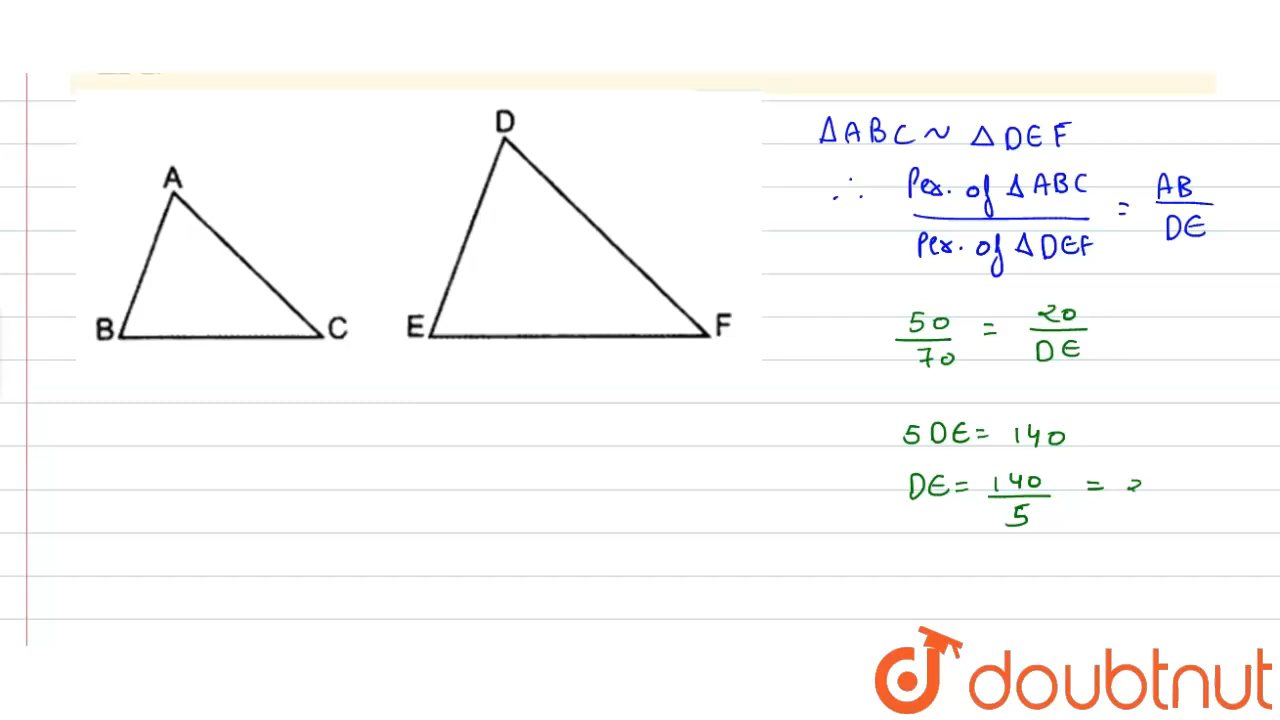 A
B
C
D
E
F
ΔABC ~ ΔDEF
∴ Per. of ΔABC / Per. of ΔDEF = AB / DE
50 / 70 = 20 / DE
5DE = 140
DE = 140 / 5 =
doubtnut